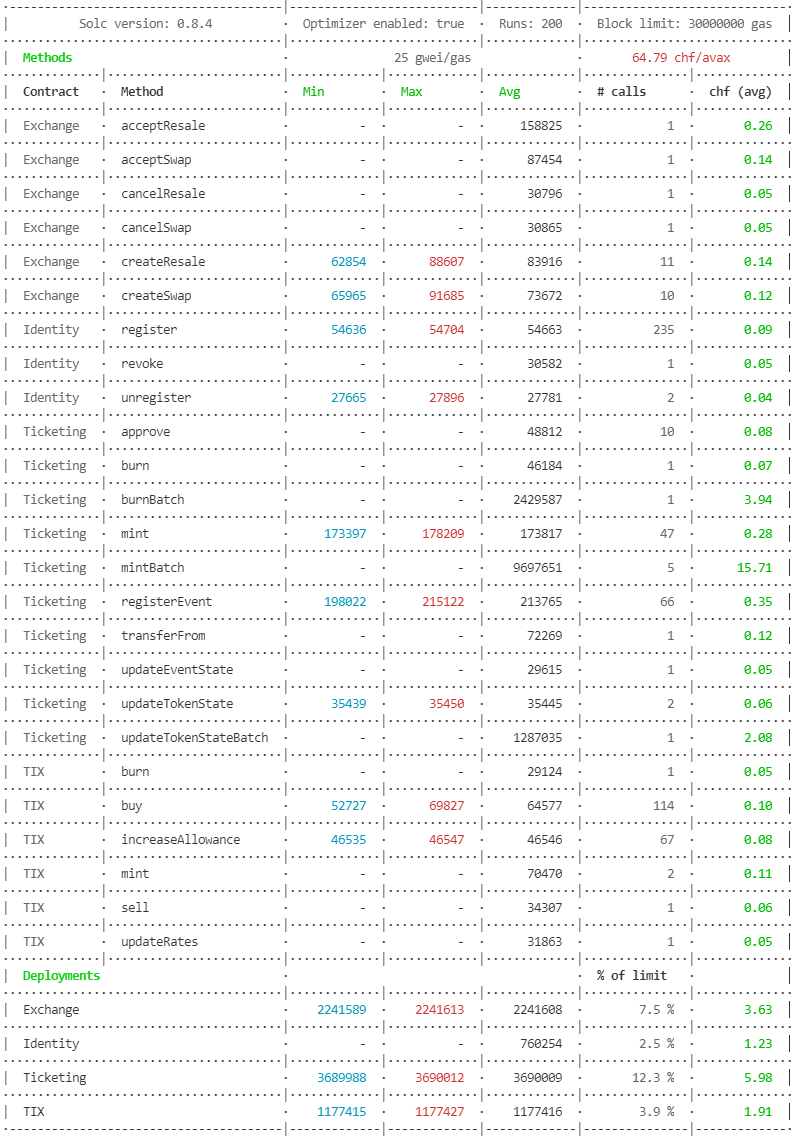 Solc version: 0.8.4 · Optimizer enabled: true · Runs: 200 · Block limit: 30000000 gas
Methods · 25 gwei/gas · 64.79 chf/avax
Contract · Method · Min · Max · Avg · # calls · chf (avg)
Exchange · acceptResale · - · - · 158825 · 1 · 0.26
Exchange · acceptSwap · - · - · 87454 · 1 · 0.14
Exchange · cancelResale · - · - · 30796 · 1 · 0.05
Exchange · cancelSwap · - · - · 30865 · 1 · 0.05
Exchange · createResale · 62854 · 88607 · 83916 · 11 · 0.14
Exchange · createSwap · 65965 · 91685 · 73672 · 10 · 0.12
Identity · register · 54636 · 54704 · 54663 · 235 · 0.09
Identity · revoke · - · - · 30582 · 1 · 0.05
Identity · unregister · 27665 · 27896 · 27781 · 2 · 0.04
Ticketing · approve · - · - · 48812 · 10 · 0.08
Ticketing · burn · - · - · 46184 · 1 · 0.07
Ticketing · burnBatch · - · - · 2429587 · 1 · 3.94
Ticketing · mint · 173397 · 178209 · 173817 · 47 · 0.28
Ticketing · mintBatch · - · - · 9697651 · 5 · 15.71
Ticketing · registerEvent · 198022 · 215122 · 213765 · 66 · 0.35
Ticketing · transferFrom · - · - · 72269 · 1 · 0.12
Ticketing · updateEventState · - · - · 29615 · 1 · 0.05
Ticketing · updateTokenState · 35439 · 35450 · 35445 · 2 · 0.06
Ticketing · updateTokenStateBatch · - · - · 1287035 · 1 · 2.08
TIX · burn · - · - · 29124 · 1 · 0.05
TIX · buy · 52727 · 69827 · 64577 · 114 · 0.10
TIX · increaseAllowance · 46535 · 46547 · 46546 · 67 · 0.08
TIX · mint · - · - · 70470 · 2 · 0.11
TIX · sell · - · - · 34307 · 1 · 0.06
TIX · updateRates · - · - · 31863 · 1 · 0.05
Deployments · · % of limit ·
Exchange · 2241589 · 2241613 · 2241608 · 7.5 % · 3.63
Identity · - · - · 760254 · 2.5 % · 1.23
Ticketing · 3689988 · 3690012 · 3690009 · 12.3 % · 5.98
TIX · 1177415 · 1177427 · 1177416 · 3.9 % · 1.91